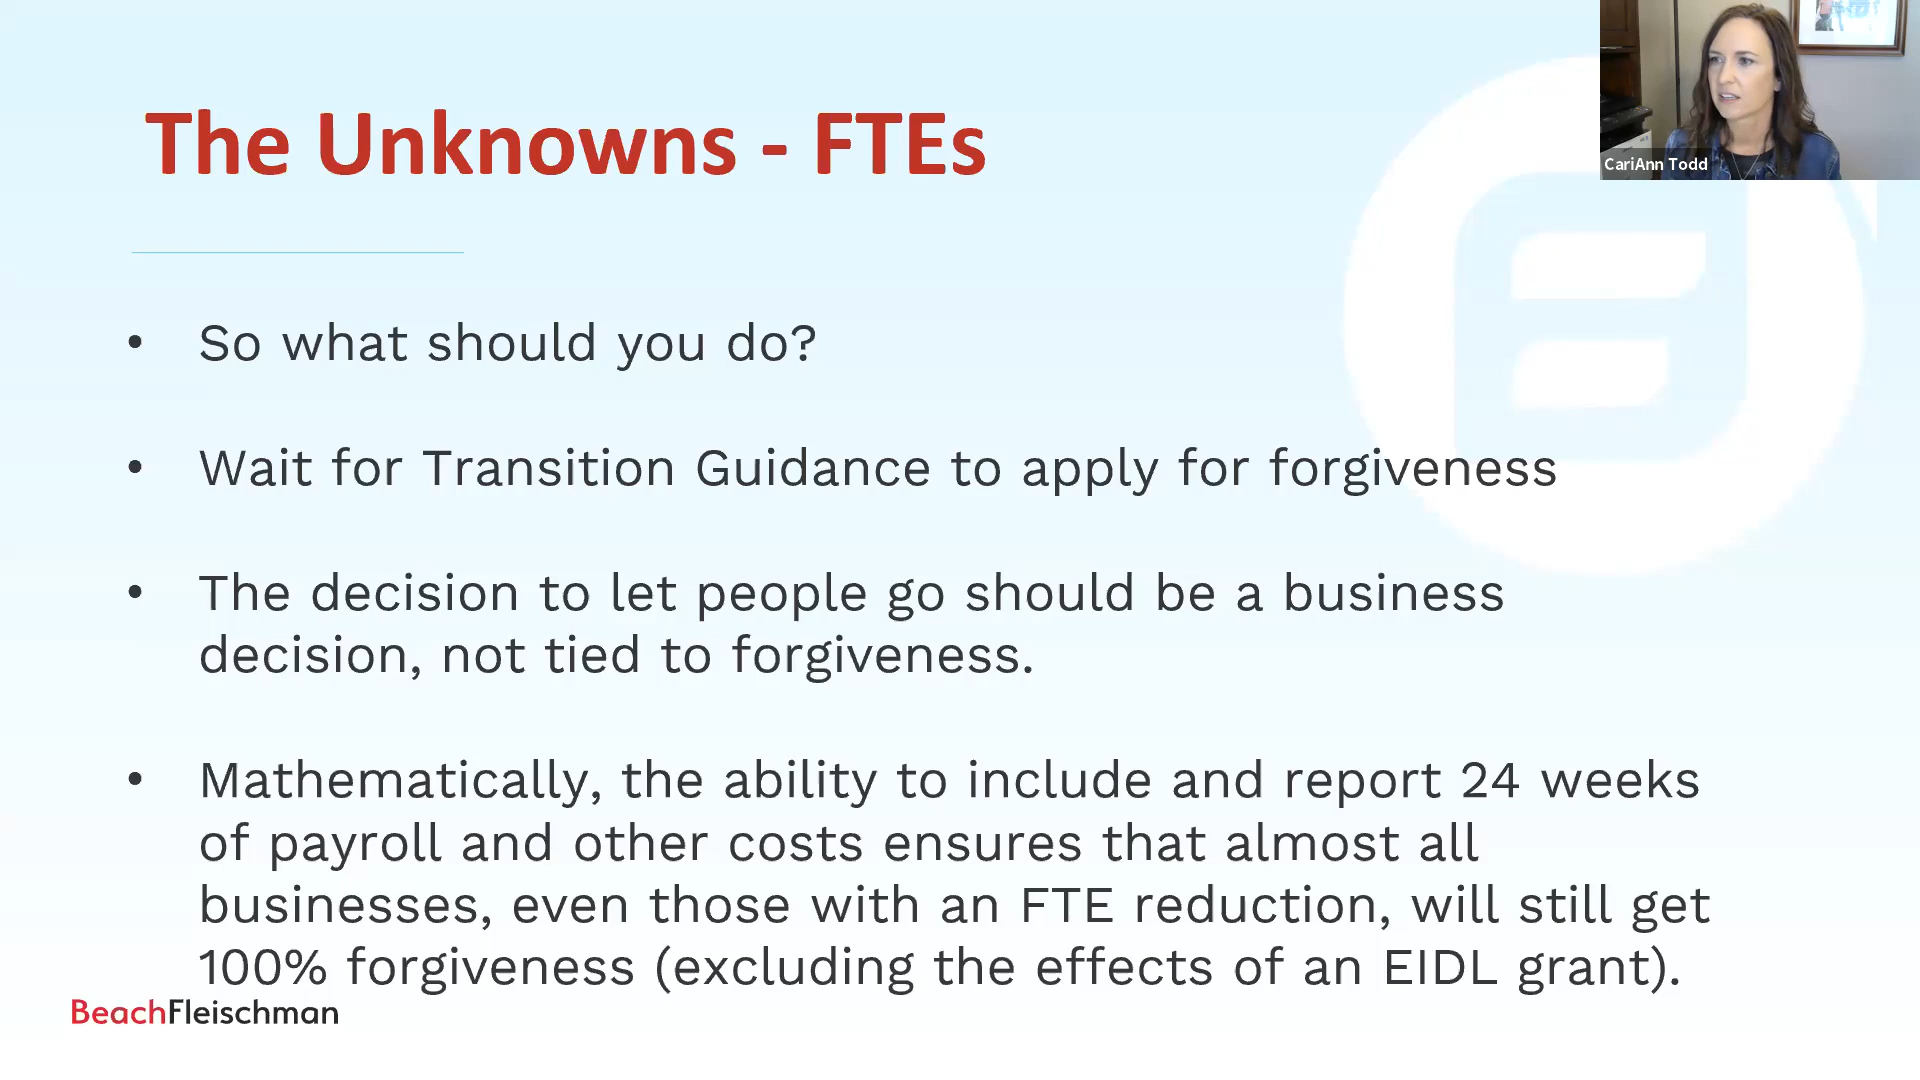 The Unknowns - FTEs
CariAnn Todd
• So what should you do?
• Wait for Transition Guidance to apply for forgiveness
• The decision to let people go should be a business
decision, not tied to forgiveness.
• Mathematically, the ability to include and report 24 weeks
of payroll and other costs ensures that almost all
businesses, even those with an FTE reduction, will still get
100% forgiveness (excluding the effects of an EIDL grant).
BeachFleischman